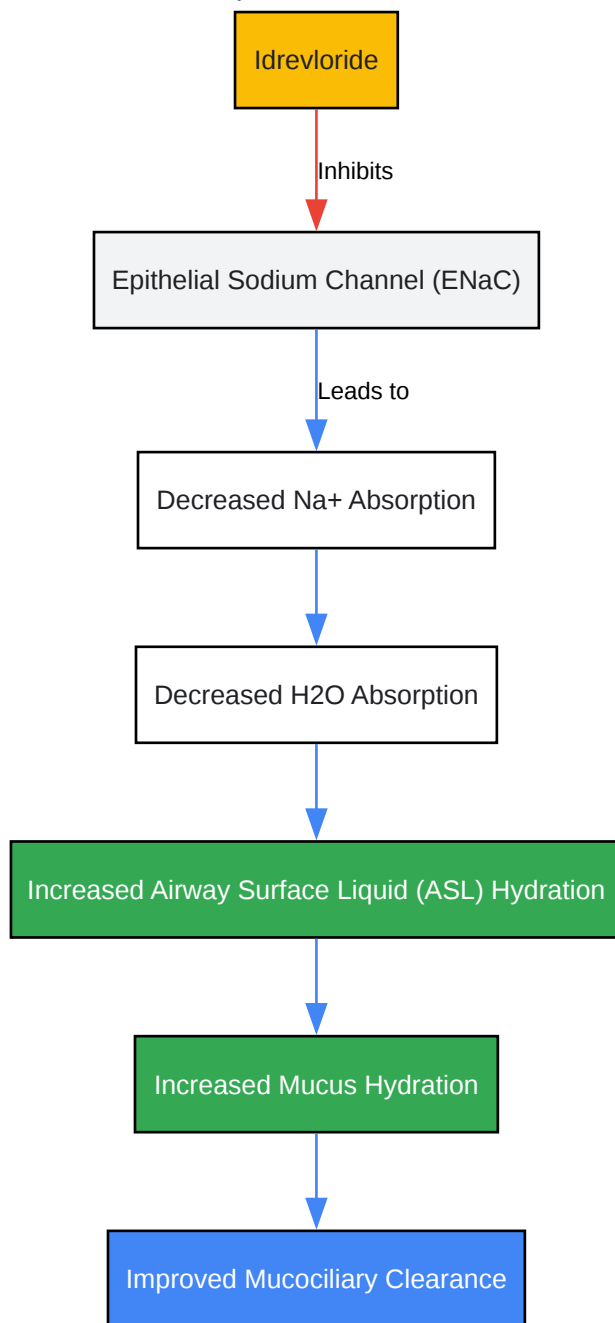 Idrevloride
Inhibits
Epithelial Sodium Channel (ENaC)
Leads to
Decreased Na+ Absorption
Decreased H2O Absorption
Increased Airway Surface Liquid (ASL) Hydration
Increased Mucus Hydration
Improved Mucociliary Clearance